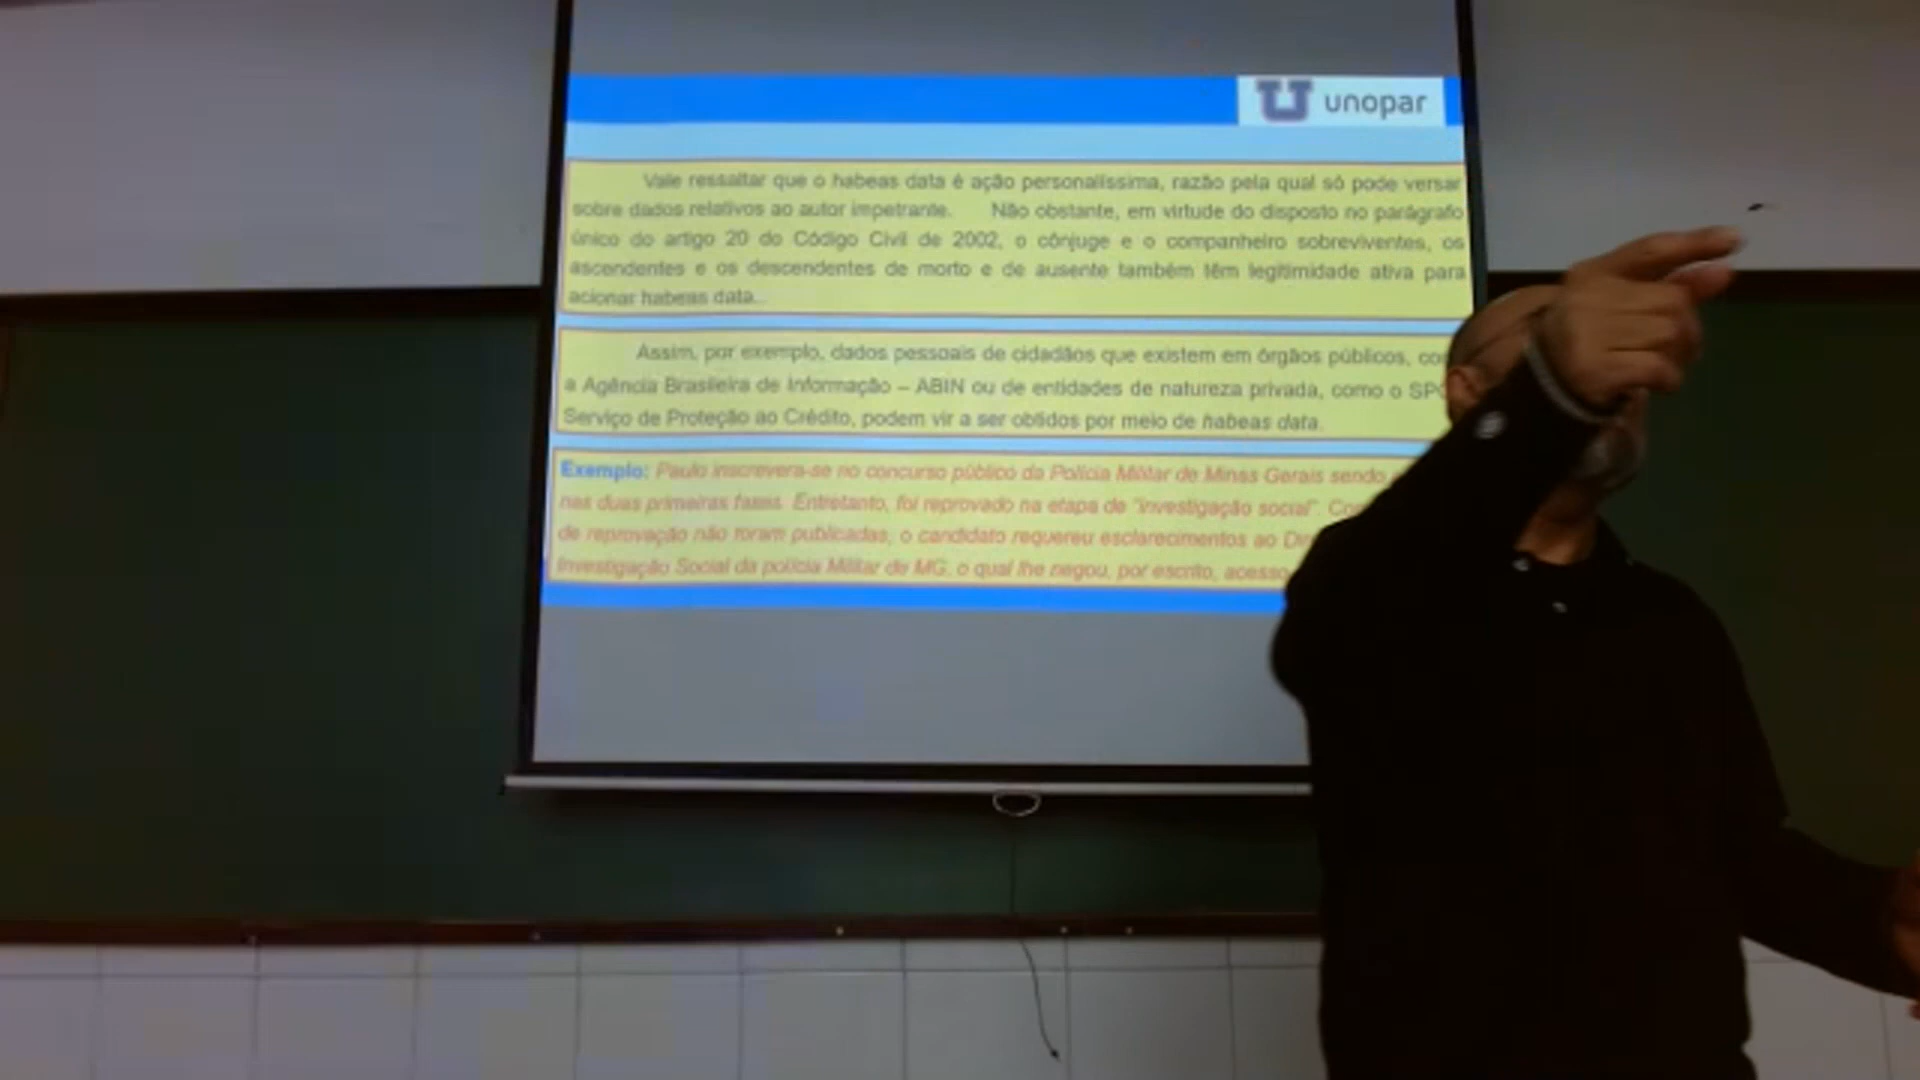 unopar
Vale ressaltar que o habeas data é ação personalíssima, razão pela qual só pode versar
sobre dados relativos ao autor impetrante. Não obstante, em virtude do disposto no parágrafo
único do artigo 20 do Código Civil de 2002, o cônjuge e o companheiro sobreviventes, os
ascendentes e os descendentes de morto e de ausente também têm legitimidade ativa para
acionar habeas data...
Assim, por exemplo, dados pessoais de cidadãos que existem em órgãos públicos,
a Agência Brasileira de Informação – ABIN ou de entidades de natureza privada, como o
Serviço de Proteção ao Crédito, podem vir a ser obtidos por meio de habeas data.
Exemplo: Paulo inscrevera-se no concurso público da Polícia Militar de Minas Gerais sendo
nas duas primeiras fases. Entretanto, foi reprovado na etapa de "investigação social".
de reprovação não foram publicadas, o candidato requereu esclarecimentos ao
Investigação Social da polícia Militar de MG, o qual lhe negou, por escrito, acesso